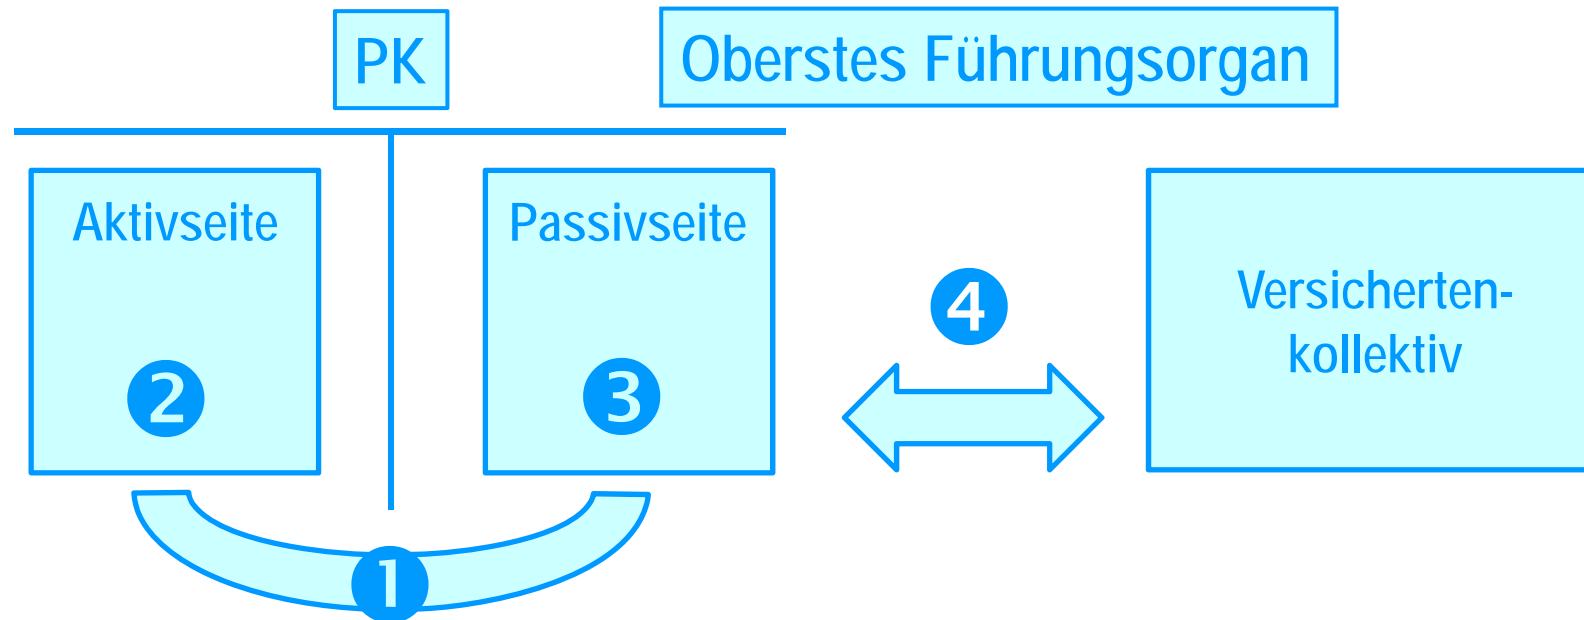 PK
Oberstes Führungsorgan
Aktivseite
Passivseite
Versicherten-
kollektiv
4
2
3
1